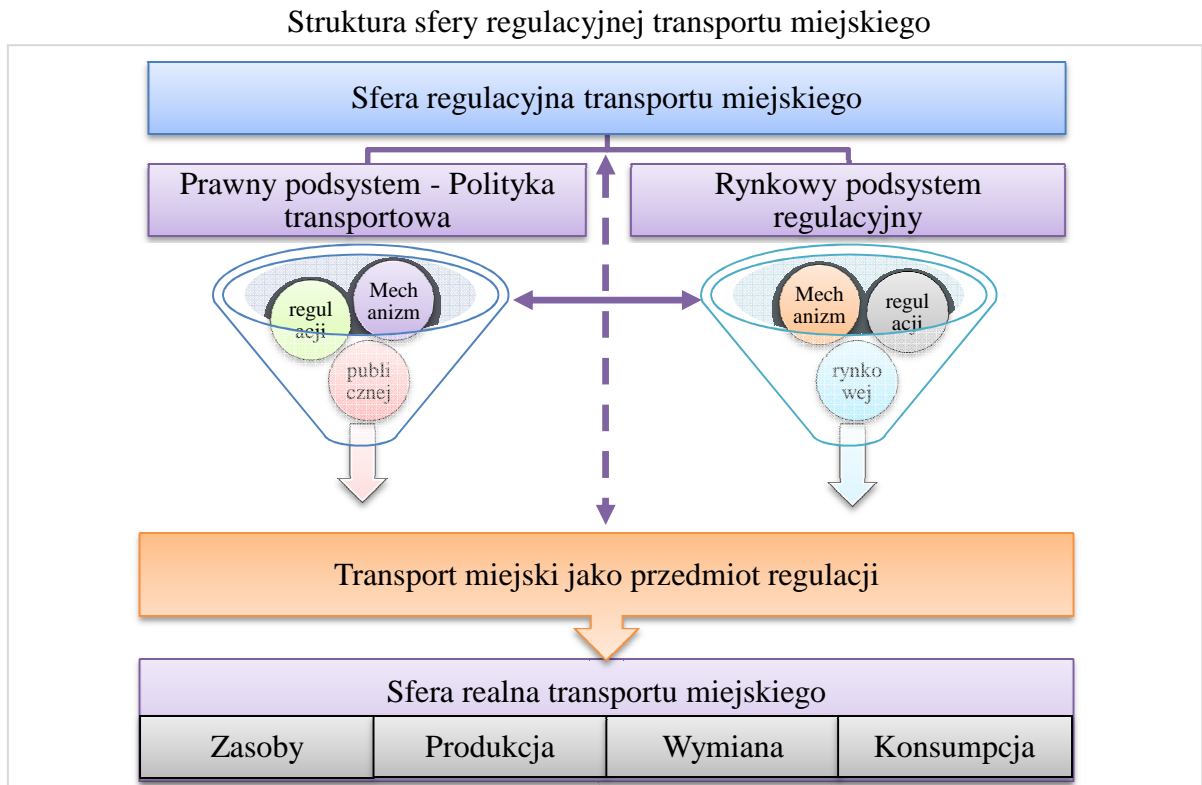 Struktura sfery regulacyjnej transportu miejskiego
Sfera regulacyjna transportu miejskiego
Prawny podsystem - Polityka
transportowa
Rynkowy podsystem
regulacyjny
Mech
anizm
regul
acji
publi
cznej
Mech
anizm
regul
acji
rynko
wej
Transport miejski jako przedmiot regulacji
Sfera realna transportu miejskiego
Zasoby
Produkcja
Wymiana
Konsumpcja